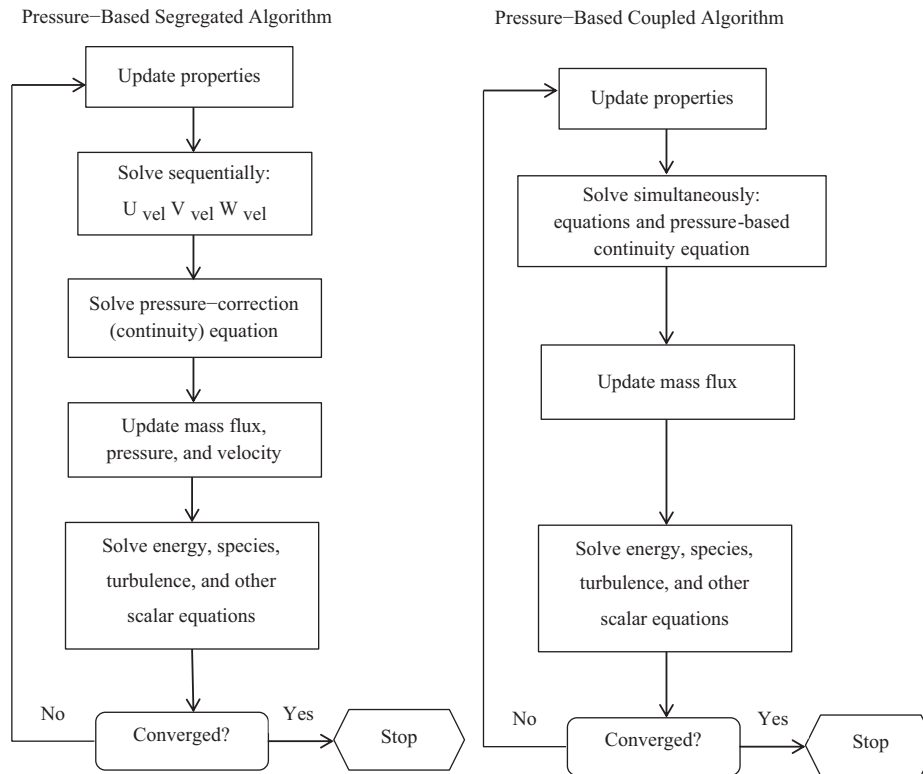 Pressure−Based Segregated Algorithm
Update properties
Solve sequentially:
U vel V vel W vel
Solve pressure−correction
(continuity) equation
Update mass flux,
pressure, and velocity
Solve energy, species,
turbulence, and other
scalar equations
No
Converged?
Yes
Stop
Pressure−Based Coupled Algorithm
Update properties
Solve simultaneously:
equations and pressure-based
continuity equation
Update mass flux
Solve energy, species,
turbulence, and other
scalar equations
No
Converged?
Yes
Stop